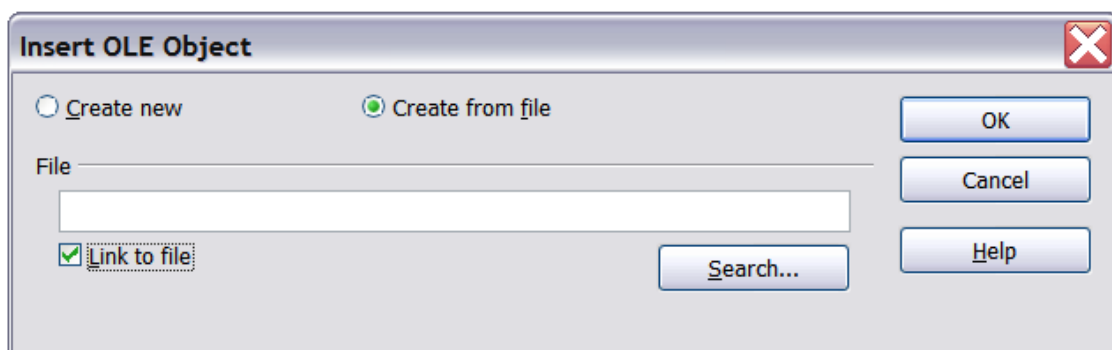 Insert OLE Object
Create new
Create from file
OK
File
Cancel
Link to file
Search...
Help